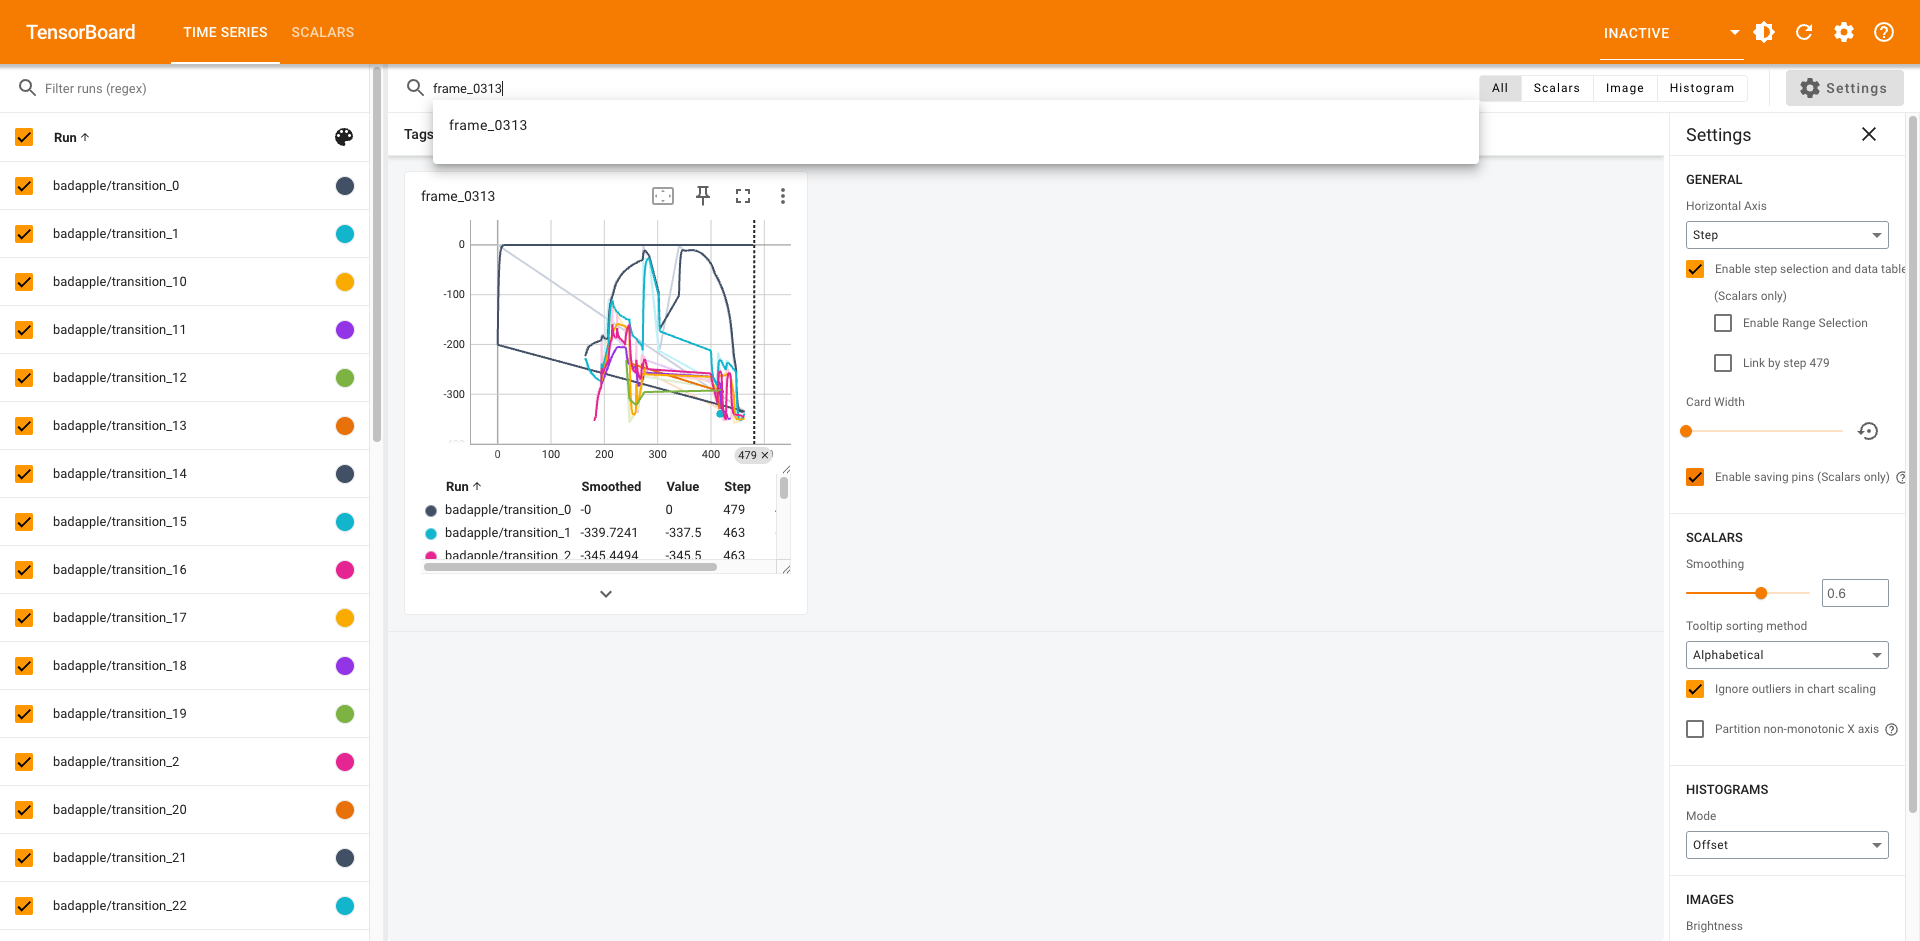 TensorBoard
TIME SERIES
SCALARS
INACTIVE
Filter runs (regex)
frame_0313
All
Scalars
Image
Histogram
Settings
frame_0313
Run
badapple/transition_0
badapple/transition_1
badapple/transition_10
badapple/transition_11
badapple/transition_12
badapple/transition_13
badapple/transition_14
badapple/transition_15
badapple/transition_16
badapple/transition_17
badapple/transition_18
badapple/transition_19
badapple/transition_2
badapple/transition_20
badapple/transition_21
badapple/transition_22
Tags
frame_0313
0
-100
-200
-300
0
100
200
300
400
479
Run Smoothed Value Step
badapple/transition_0 -0 0 479
badapple/transition_1 -339.7241 -337.5 463
badapple/transition_2 -345.4494 -345.5 463
Settings
GENERAL
Horizontal Axis
Step
Enable step selection and data table
(Scalars only)
Enable Range Selection
Link by step 479
Card Width
Enable saving pins (Scalars only)
SCALARS
Smoothing
0.6
Tooltip sorting method
Alphabetical
Ignore outliers in chart scaling
Partition non-monotonic X axis
HISTOGRAMS
Mode
Offset
IMAGES
Brightness